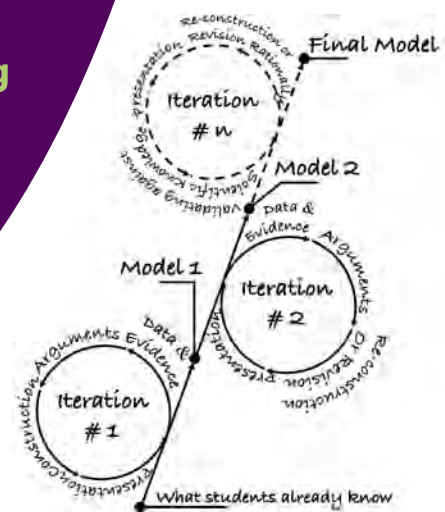 g
Re-construction or
Revision Rationally
Presentation
validating against
scientific knowledge
Iteration
# n
Final Model
Model 2
Data &
Evidence
Arguments
Re-construction
Or Revision
Presentation
Iteration
# 2
Model 1
Data &
Evidence
Arguments
Construction
Presentation
Iteration
# 1
What students already know